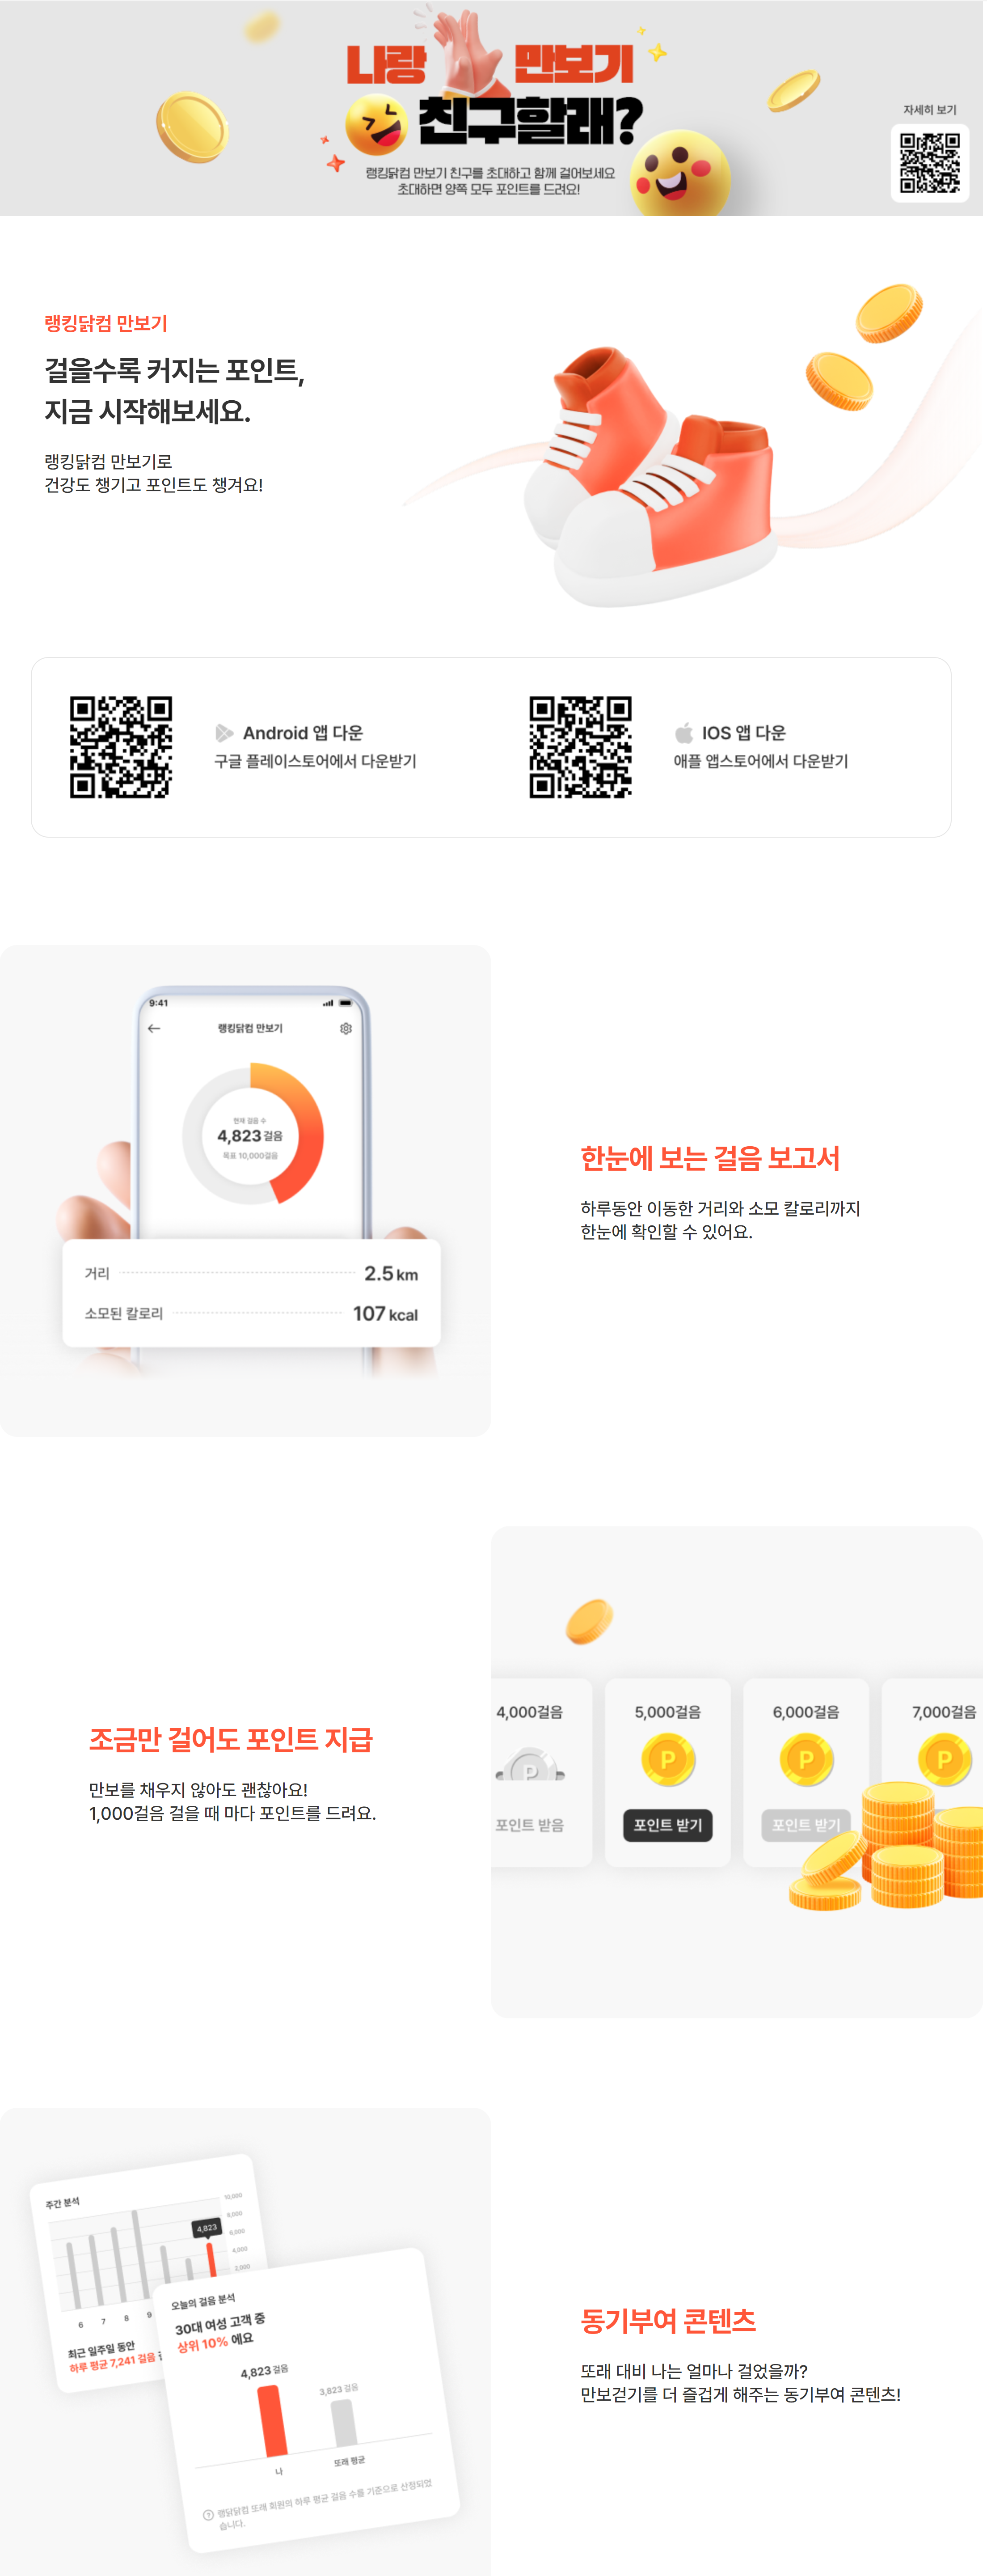 나랑 만보기
친구할래?
랭킹닭컴 만보기 친구를 초대하고 함께 걸어보세요
초대하면 양쪽 모두 포인트를 드려요!
자세히 보기
랭킹닭컴 만보기
걸을수록 커지는 포인트,
지금 시작해보세요.
랭킹닭컴 만보기로
건강도 챙기고 포인트도 챙겨요!
Android 앱 다운
구글 플레이스토어에서 다운받기
IOS 앱 다운
애플 앱스토어에서 다운받기
9:41
랭킹닭컴 만보기
현재 걸음 수
4,823 걸음
목표 10,000걸음
거리 2.5 km
소모된 칼로리 107 kcal
한눈에 보는 걸음 보고서
하루동안 이동한 거리와 소모 칼로리까지
한눈에 확인할 수 있어요.
조금만 걸어도 포인트 지급
만보를 채우지 않아도 괜찮아요!
1,000걸음 걸을 때 마다 포인트를 드려요.
4,000걸음 5,000걸음 6,000걸음 7,000걸음
P P P P
포인트 받음 포인트 받기 포인트 받기
주간 분석
10,000
8,000
6,000
4,000
2,000
4,823
6 7 8 9
최근 일주일 동안
하루 평균 7,241 걸음
오늘의 걸음 분석
30대 여성 고객 중
상위 10% 예요
4,823 걸음
3,823 걸음
나
또래 평균
랭닭닭컴 또래 회원의 하루 평균 걸음 수를 기준으로 산정되었
습니다.
동기부여 콘텐츠
또래 대비 나는 얼마나 걸었을까?
만보걷기를 더 즐겁게 해주는 동기부여 콘텐츠!